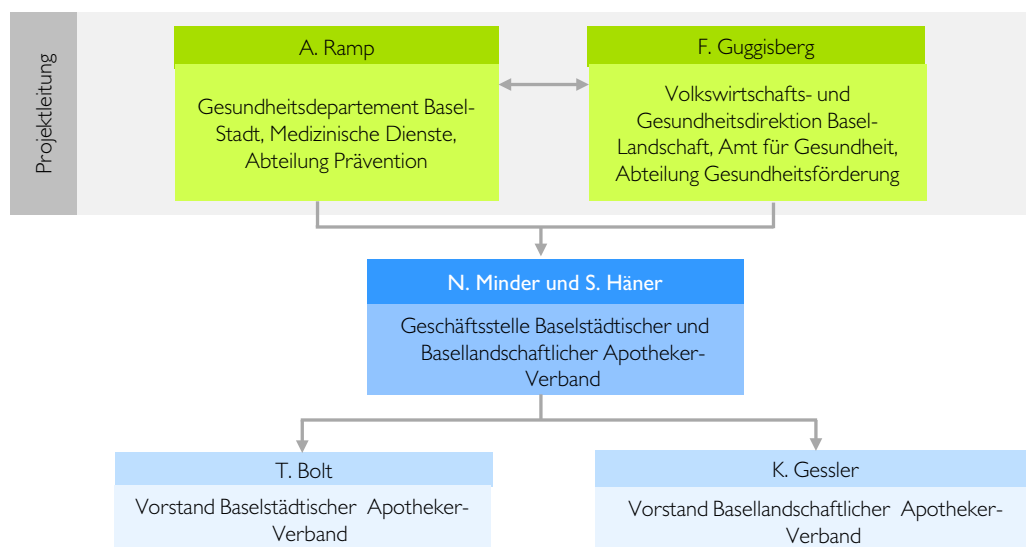 Projektleitung
A. Ramp
Gesundheitsdepartement Basel-
Stadt, Medizinische Dienste,
Abteilung Prävention
F. Guggisberg
Volkswirtschafts- und
Gesundheitsdirektion Basel-
Landschaft, Amt für Gesundheit,
Abteilung Gesundheitsförderung
N. Minder und S. Häner
Geschäftsstelle Baselstädtischer und
Basellandschaftlicher Apotheker-
Verband
T. Bolt
Vorstand Baselstädtischer Apotheker-
Verband
K. Gessler
Vorstand Basellandschaftlicher Apotheker-
Verband